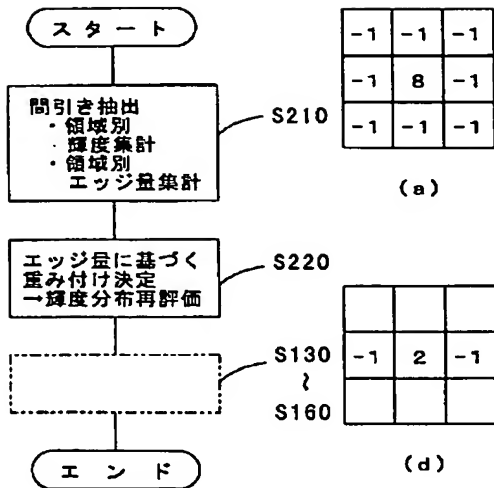 スタート
間引き抽出
・領域別
輝度集計
・領域別
エッジ量集計
S210
エッジ量に基づく
重み付け決定
→輝度分布再評価
S220
S130
~
S160
エンド
-1 -1 -1
-1 8 -1
-1 -1 -1
(a)
-1 2 -1
(d)